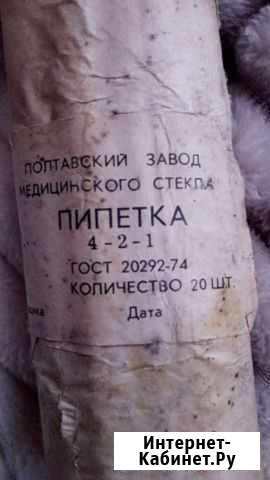 ПОЛТАВСКИЙ ЗАВОД
МЕДИЦИНСКОГО СТЕКЛА
ПИПЕТКА
4-2-1
ГОСТ 20292-74
КОЛИЧЕСТВО 20 ШТ.
Дата
Интернет-
Кабинет.Ру